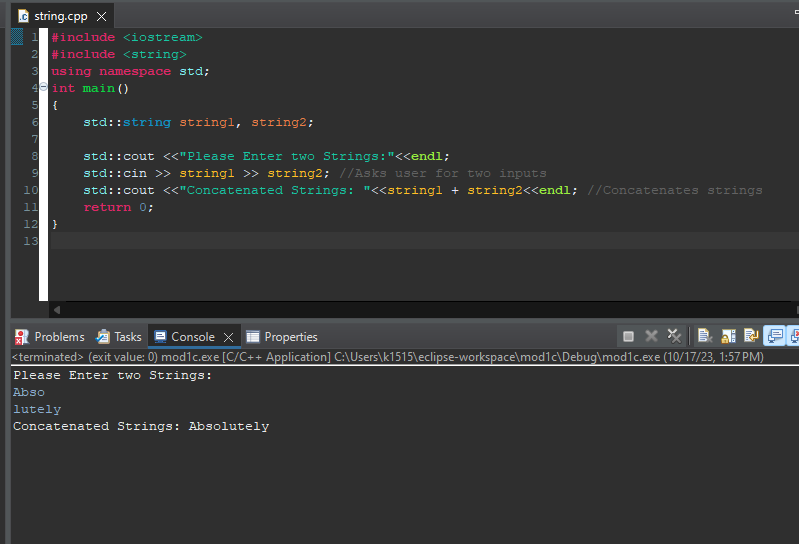 string.cpp
1 #include <iostream>
2 #include <string>
3 using namespace std;
4 int main()
5 {
6     std::string string1, string2;
7
8     std::cout <<"Please Enter two Strings:"<<endl;
9     std::cin >> string1 >> string2; //Asks user for two inputs
10     std::cout <<"Concatenated Strings: "<<string1 + string2<<endl; //Concatenates strings
11     return 0;
12 }
13
Problems Tasks Console Properties
<terminated> (exit value: 0) mod1c.exe [C/C++ Application] C:\Users\k1515\eclipse-workspace\mod1c\Debug\mod1c.exe (10/17/23, 1:57 PM)
Please Enter two Strings:
Abso
lutely
Concatenated Strings: Absolutely